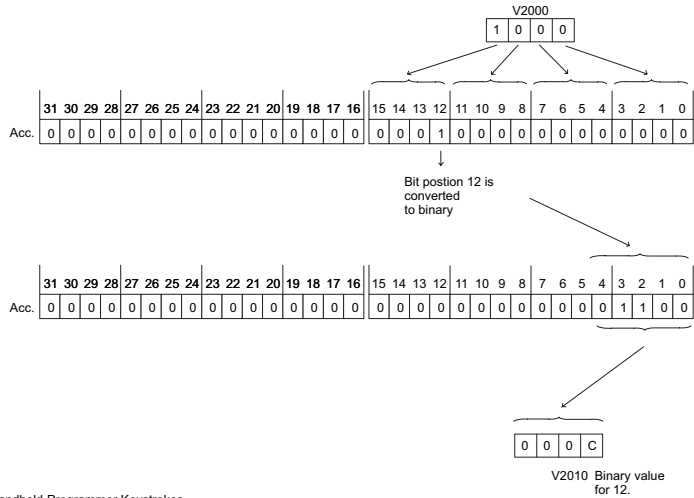 V2000
1 0 0 0
31 30 29 28 27 26 25 24 23 22 21 20 19 18 17 16 15 14 13 12 11 10 9 8 7 6 5 4 3 2 1 0
Acc. 0 0 0 0 0 0 0 0 0 0 0 0 0 0 0 0 0 0 0 1 0 0 0 0 0 0 0 0 0 0 0 0
Bit postion 12 is
converted
to binary
31 30 29 28 27 26 25 24 23 22 21 20 19 18 17 16 15 14 13 12 11 10 9 8 7 6 5 4 3 2 1 0
Acc. 0 0 0 0 0 0 0 0 0 0 0 0 0 0 0 0 0 0 0 0 0 0 0 0 0 0 0 0 1 1 0 0
0 0 0 C
V2010 Binary value
for 12.